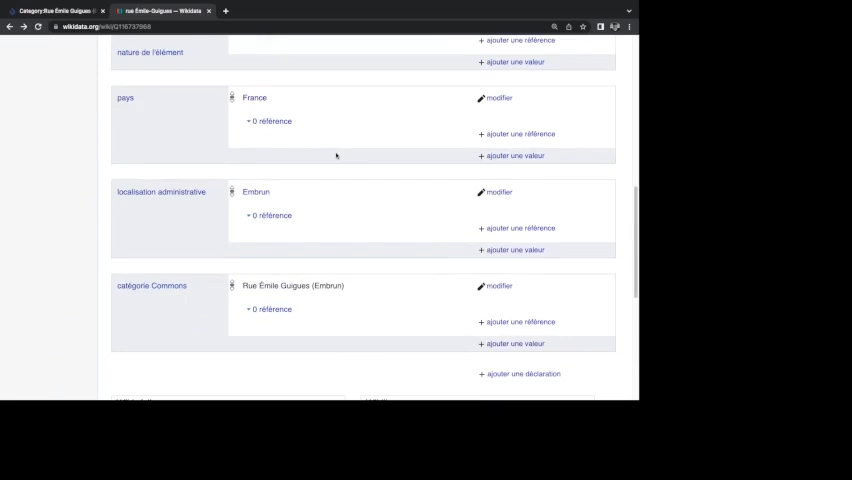 Category:Rue Émile Guigues (
rue Émile-Guigues — Wikidata
wikidata.org/wiki/Q116737968
ajouter une référence
nature de l'élément
ajouter une valeur
pays
France
modifier
0 référence
ajouter une référence
ajouter une valeur
localisation administrative
Embrun
modifier
0 référence
ajouter une référence
ajouter une valeur
catégorie Commons
Rue Émile Guigues (Embrun)
modifier
0 référence
ajouter une référence
ajouter une valeur
ajouter une déclaration